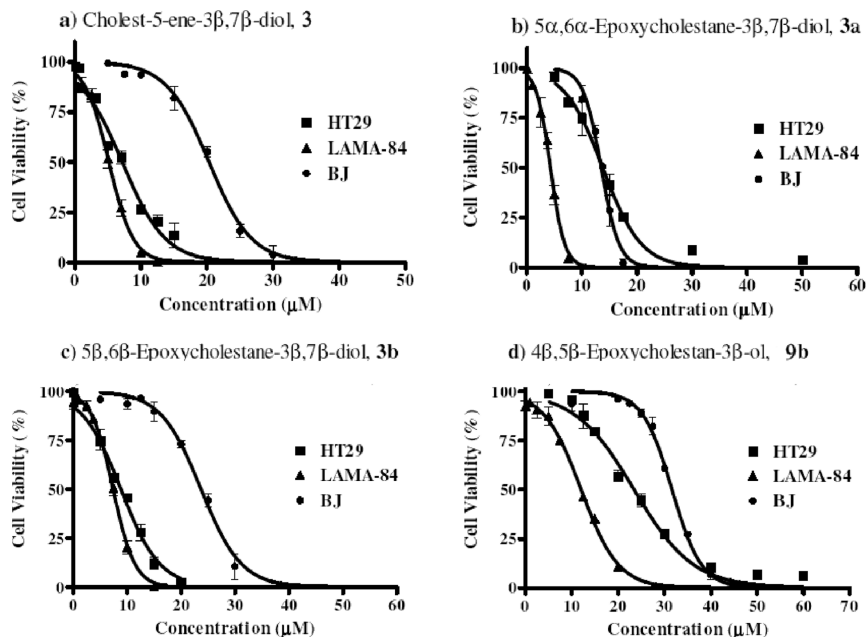 a) Cholest-5-ene-3β,7β-diol, 3
Cell Viability (%)
100
75
50
25
0
HT29
LAMA-84
BJ
0 10 20 30 40 50
Concentration (μM)
b) 5α,6α-Epoxycholestane-3β,7β-diol, 3a
Cell Viability (%)
100
75
50
25
0
HT29
LAMA-84
BJ
0 10 20 30 40 50 60
Concentration (μM)
c) 5β,6β-Epoxycholestane-3β,7β-diol, 3b
Cell Viability (%)
100
75
50
25
0
HT29
LAMA-84
BJ
0 10 20 30 40 50 60
Concentration (μM)
d) 4β,5β-Epoxycholestan-3β-ol, 9b
Cell Viability (%)
100
75
50
25
0
HT29
LAMA-84
BJ
0 10 20 30 40 50 60 70
Concentration (μM)